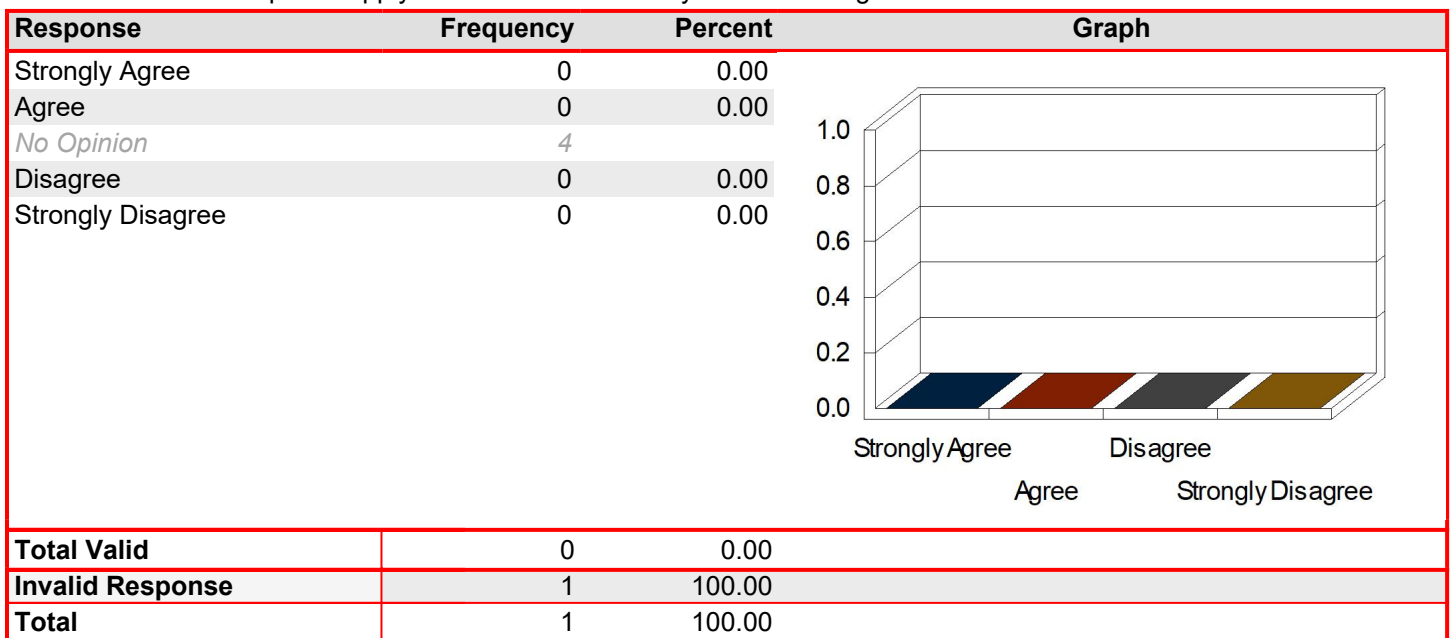 Response Frequency Percent Graph
Strongly Agree 0 0.00
Agree 0 0.00
No Opinion 4
Disagree 0 0.00
Strongly Disagree 0 0.00
1.0
0.8
0.6
0.4
0.2
0.0
Strongly Agree Disagree
Agree Strongly Disagree
Total Valid 0 0.00
Invalid Response 1 100.00
Total 1 100.00